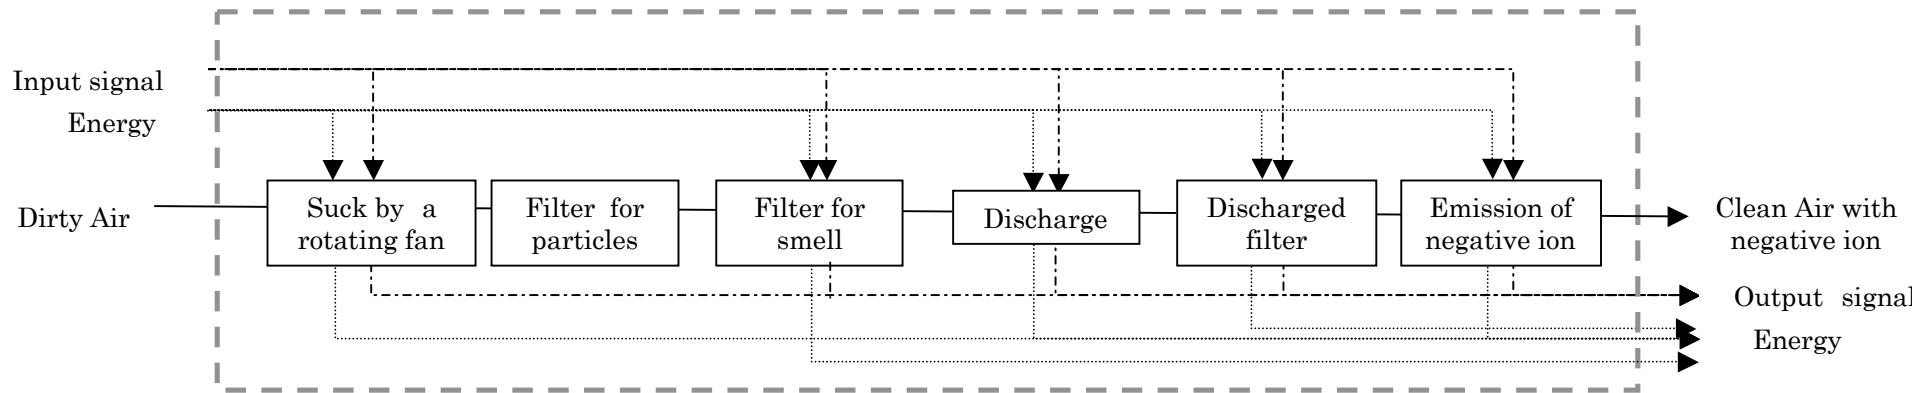 Input signal
Energy
Dirty Air
Suck by a
rotating fan
Filter for
particles
Filter for
smell
Discharge
Discharged
filter
Emission of
negative ion
Clean Air with
negative ion
Output signal
Energy